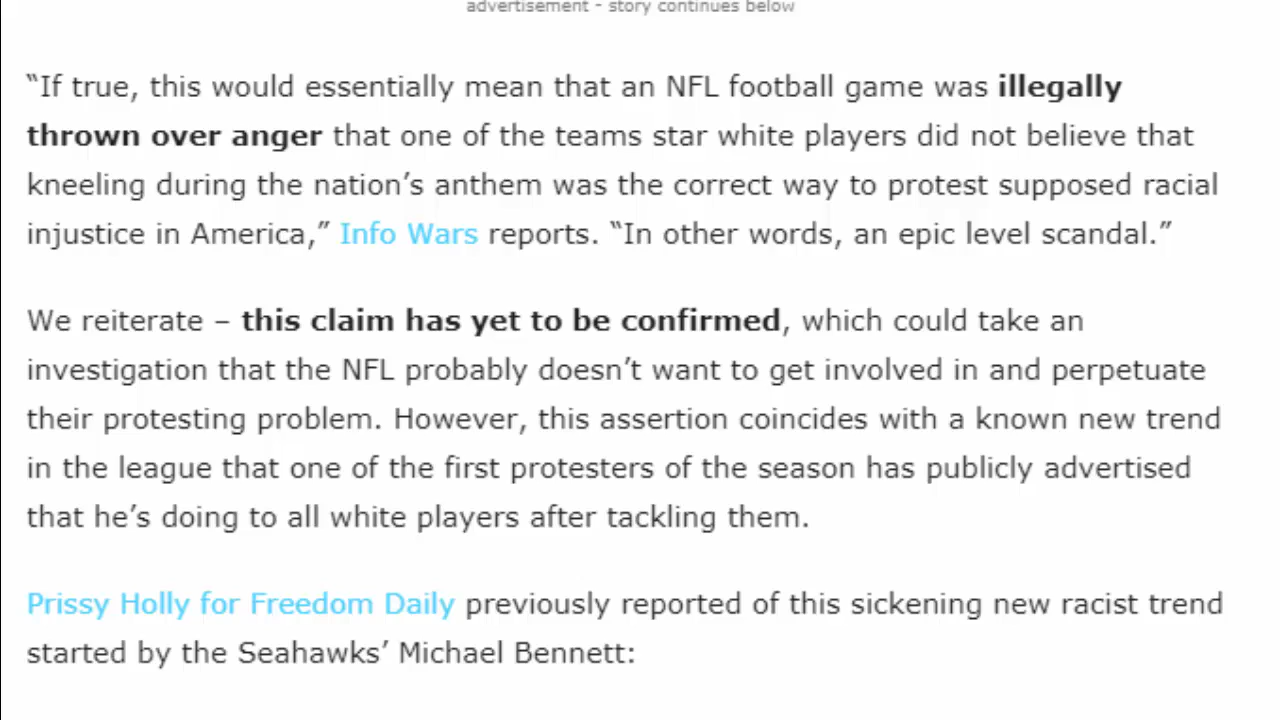 advertisement - story continues below
“If true, this would essentially mean that an NFL football game was illegally
thrown over anger that one of the teams star white players did not believe that
kneeling during the nation’s anthem was the correct way to protest supposed racial
injustice in America,” Info Wars reports. “In other words, an epic level scandal.”
We reiterate – this claim has yet to be confirmed, which could take an
investigation that the NFL probably doesn’t want to get involved in and perpetuate
their protesting problem. However, this assertion coincides with a known new trend
in the league that one of the first protesters of the season has publicly advertised
that he’s doing to all white players after tackling them.
Prissy Holly for Freedom Daily previously reported of this sickening new racist trend
started by the Seahawks’ Michael Bennett: